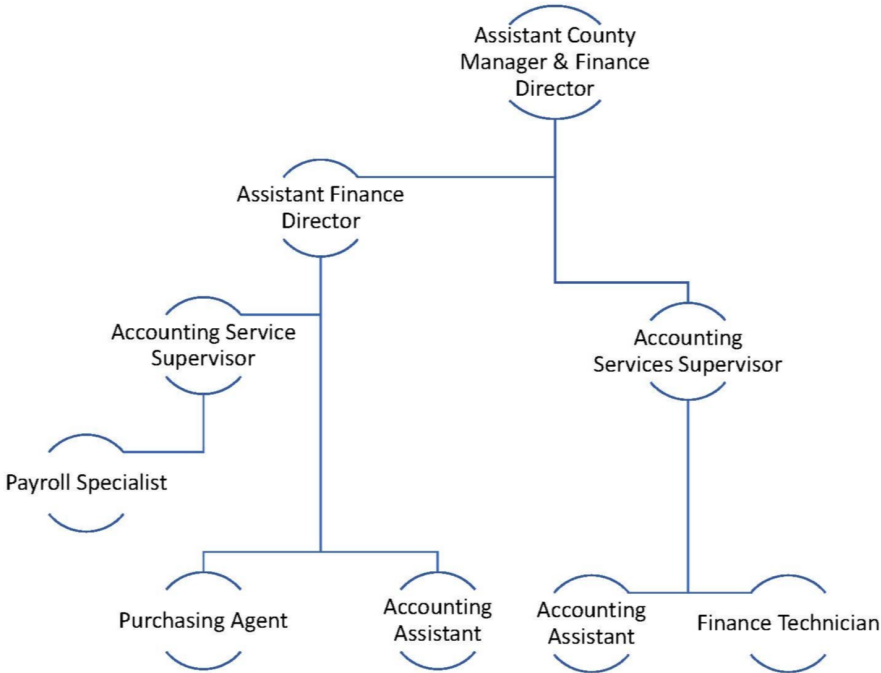 Assistant County
Manager & Finance
Director
Assistant Finance
Director
Accounting Service
Supervisor
Accounting
Services Supervisor
Payroll Specialist
Purchasing Agent
Accounting
Assistant
Accounting
Assistant
Finance Technician